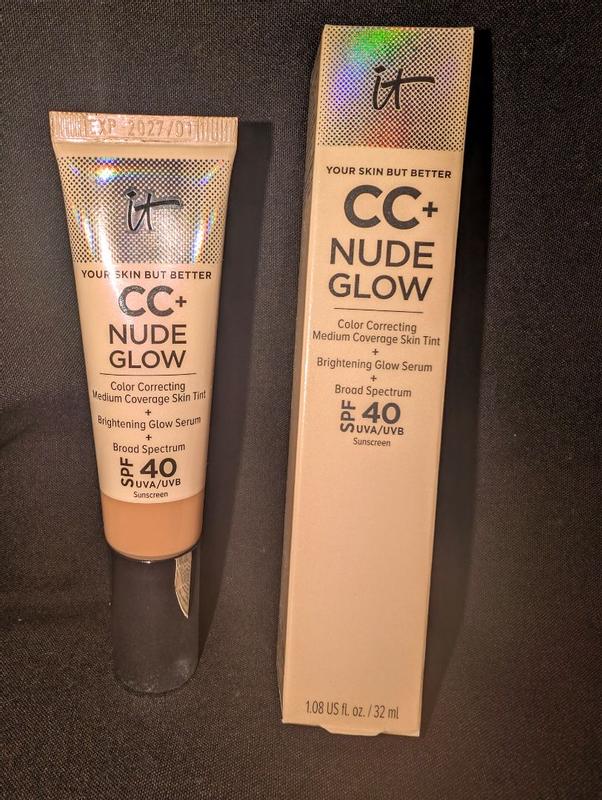 EXP 2027/01
it
YOUR SKIN BUT BETTER
CC+
NUDE
GLOW
Color Correcting
Medium Coverage Skin Tint
+
Brightening Glow Serum
+
Broad Spectrum
SPF 40
UVA/UVB
Sunscreen
it
YOUR SKIN BUT BETTER
CC+
NUDE
GLOW
Color Correcting
Medium Coverage Skin Tint
+
Brightening Glow Serum
+
Broad Spectrum
SPF 40
UVA/UVB
Sunscreen
1.08 US fl. oz. / 32 ml